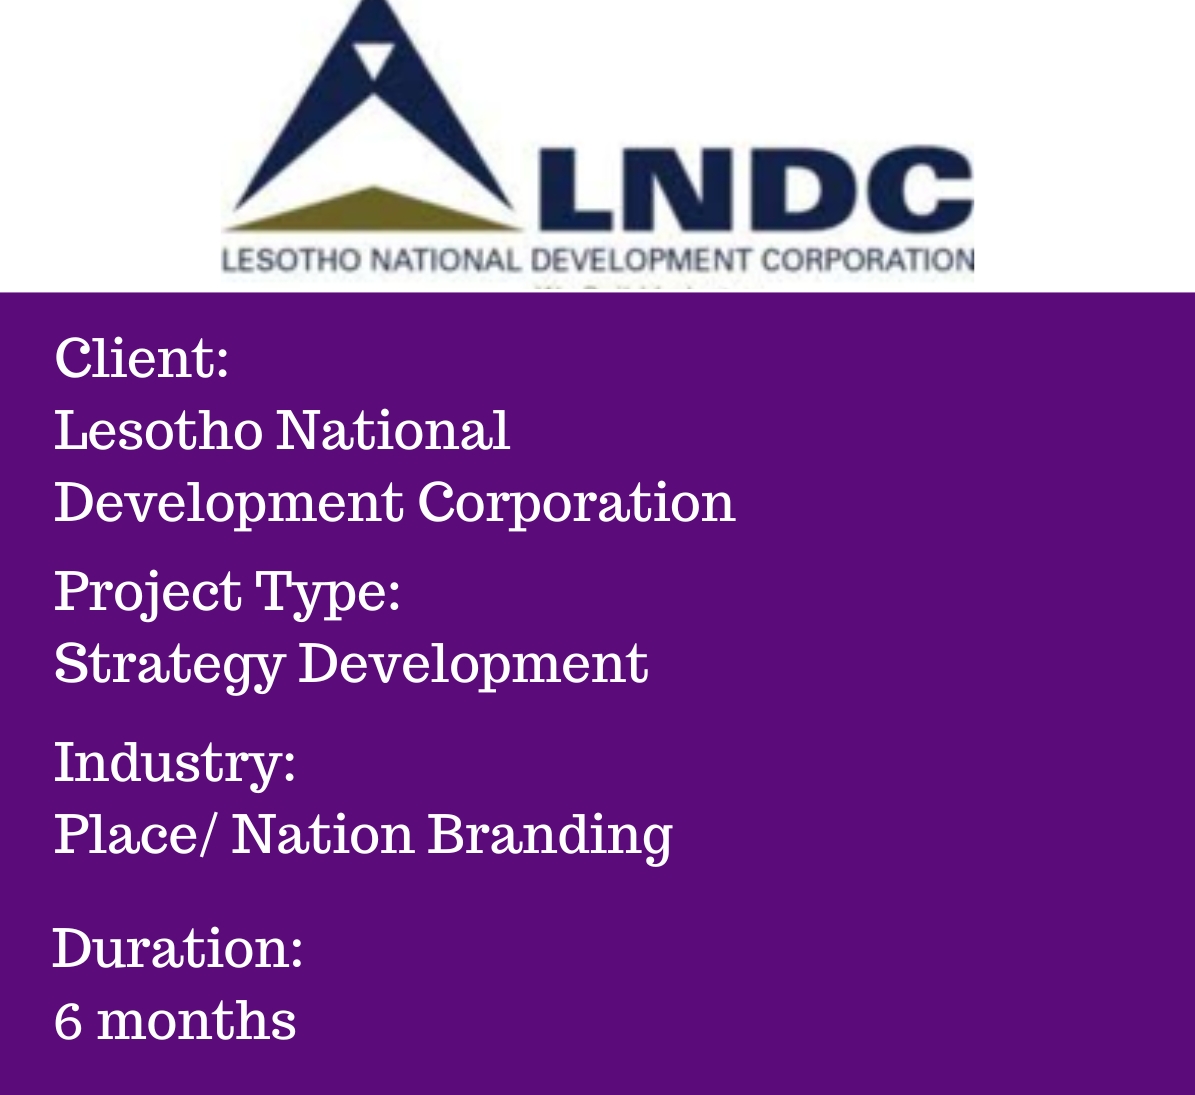 LNDC
LESOTHO NATIONAL DEVELOPMENT CORPORATION
Client:
Lesotho National
Development Corporation
Project Type:
Strategy Development
Industry:
Place/ Nation Branding
Duration:
6 months